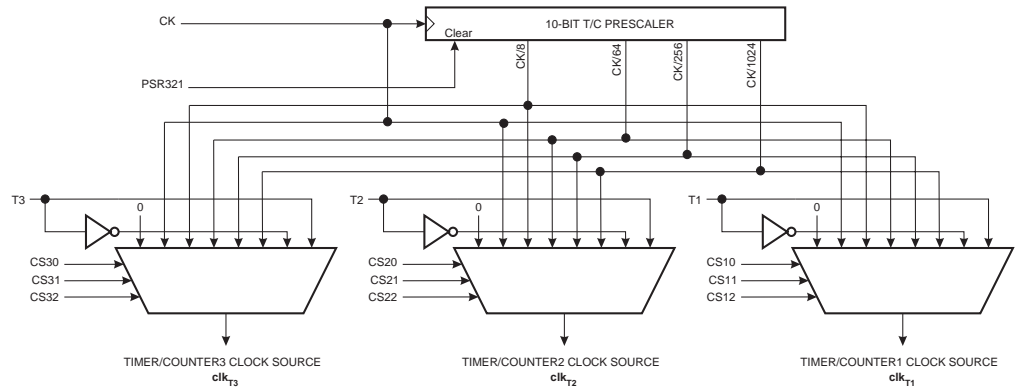 CK
10-BIT T/C PRESCALER
Clear
CK/8
CK/64
CK/256
CK/1024
PSR321
T3
0
T2
0
T1
0
CS30
CS31
CS32
CS20
CS21
CS22
CS10
CS11
CS12
TIMER/COUNTER3 CLOCK SOURCE
clkT3
TIMER/COUNTER2 CLOCK SOURCE
clkT2
TIMER/COUNTER1 CLOCK SOURCE
clkT1